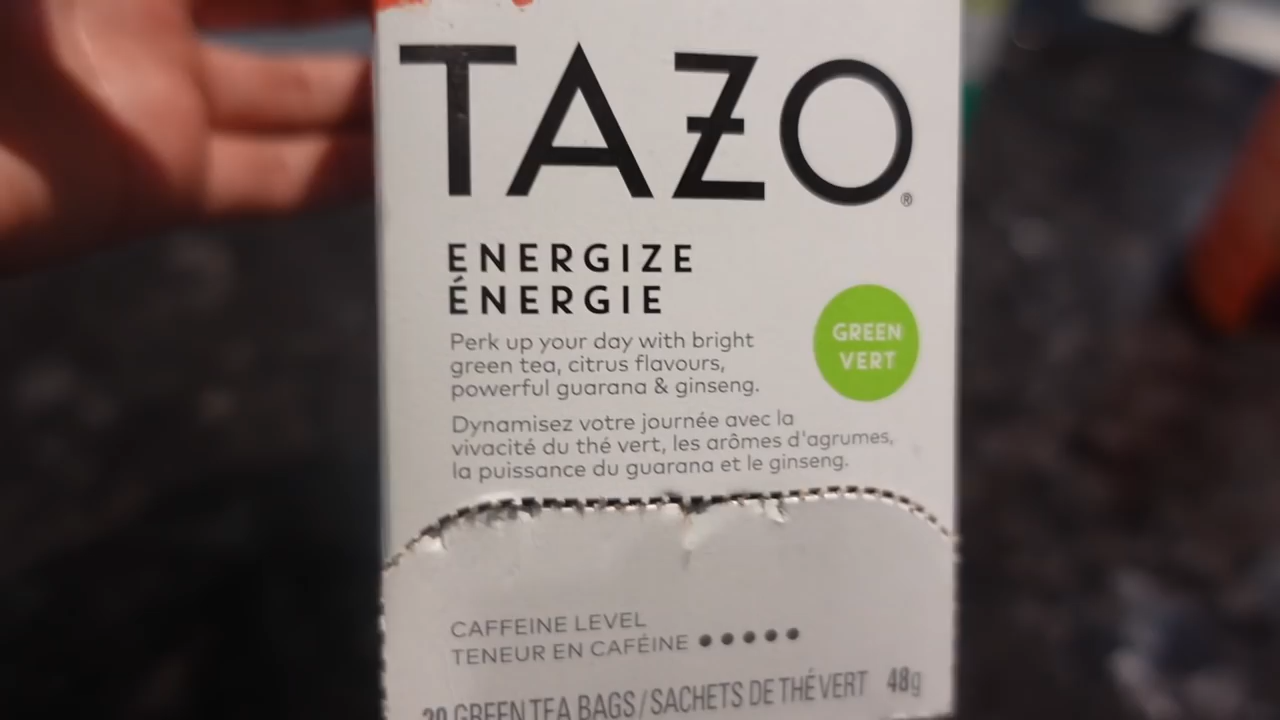 TAZO®
ENERGIZE
ÉNERGIE
Perk up your day with bright
green tea, citrus flavours,
powerful guarana & ginseng.
GREEN
VERT
Dynamisez votre journée avec la
vivacité du thé vert, les arômes d'agrumes,
la puissance du guarana et le ginseng.
CAFFEINE LEVEL
TENEUR EN CAFÉINE
20 GREEN TEA BAGS/SACHETS DE THÉ VERT 48g